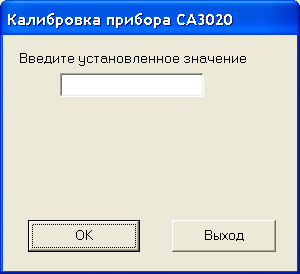 Калибровка прибора СА3020
Введите установленное значение
OK
Выход